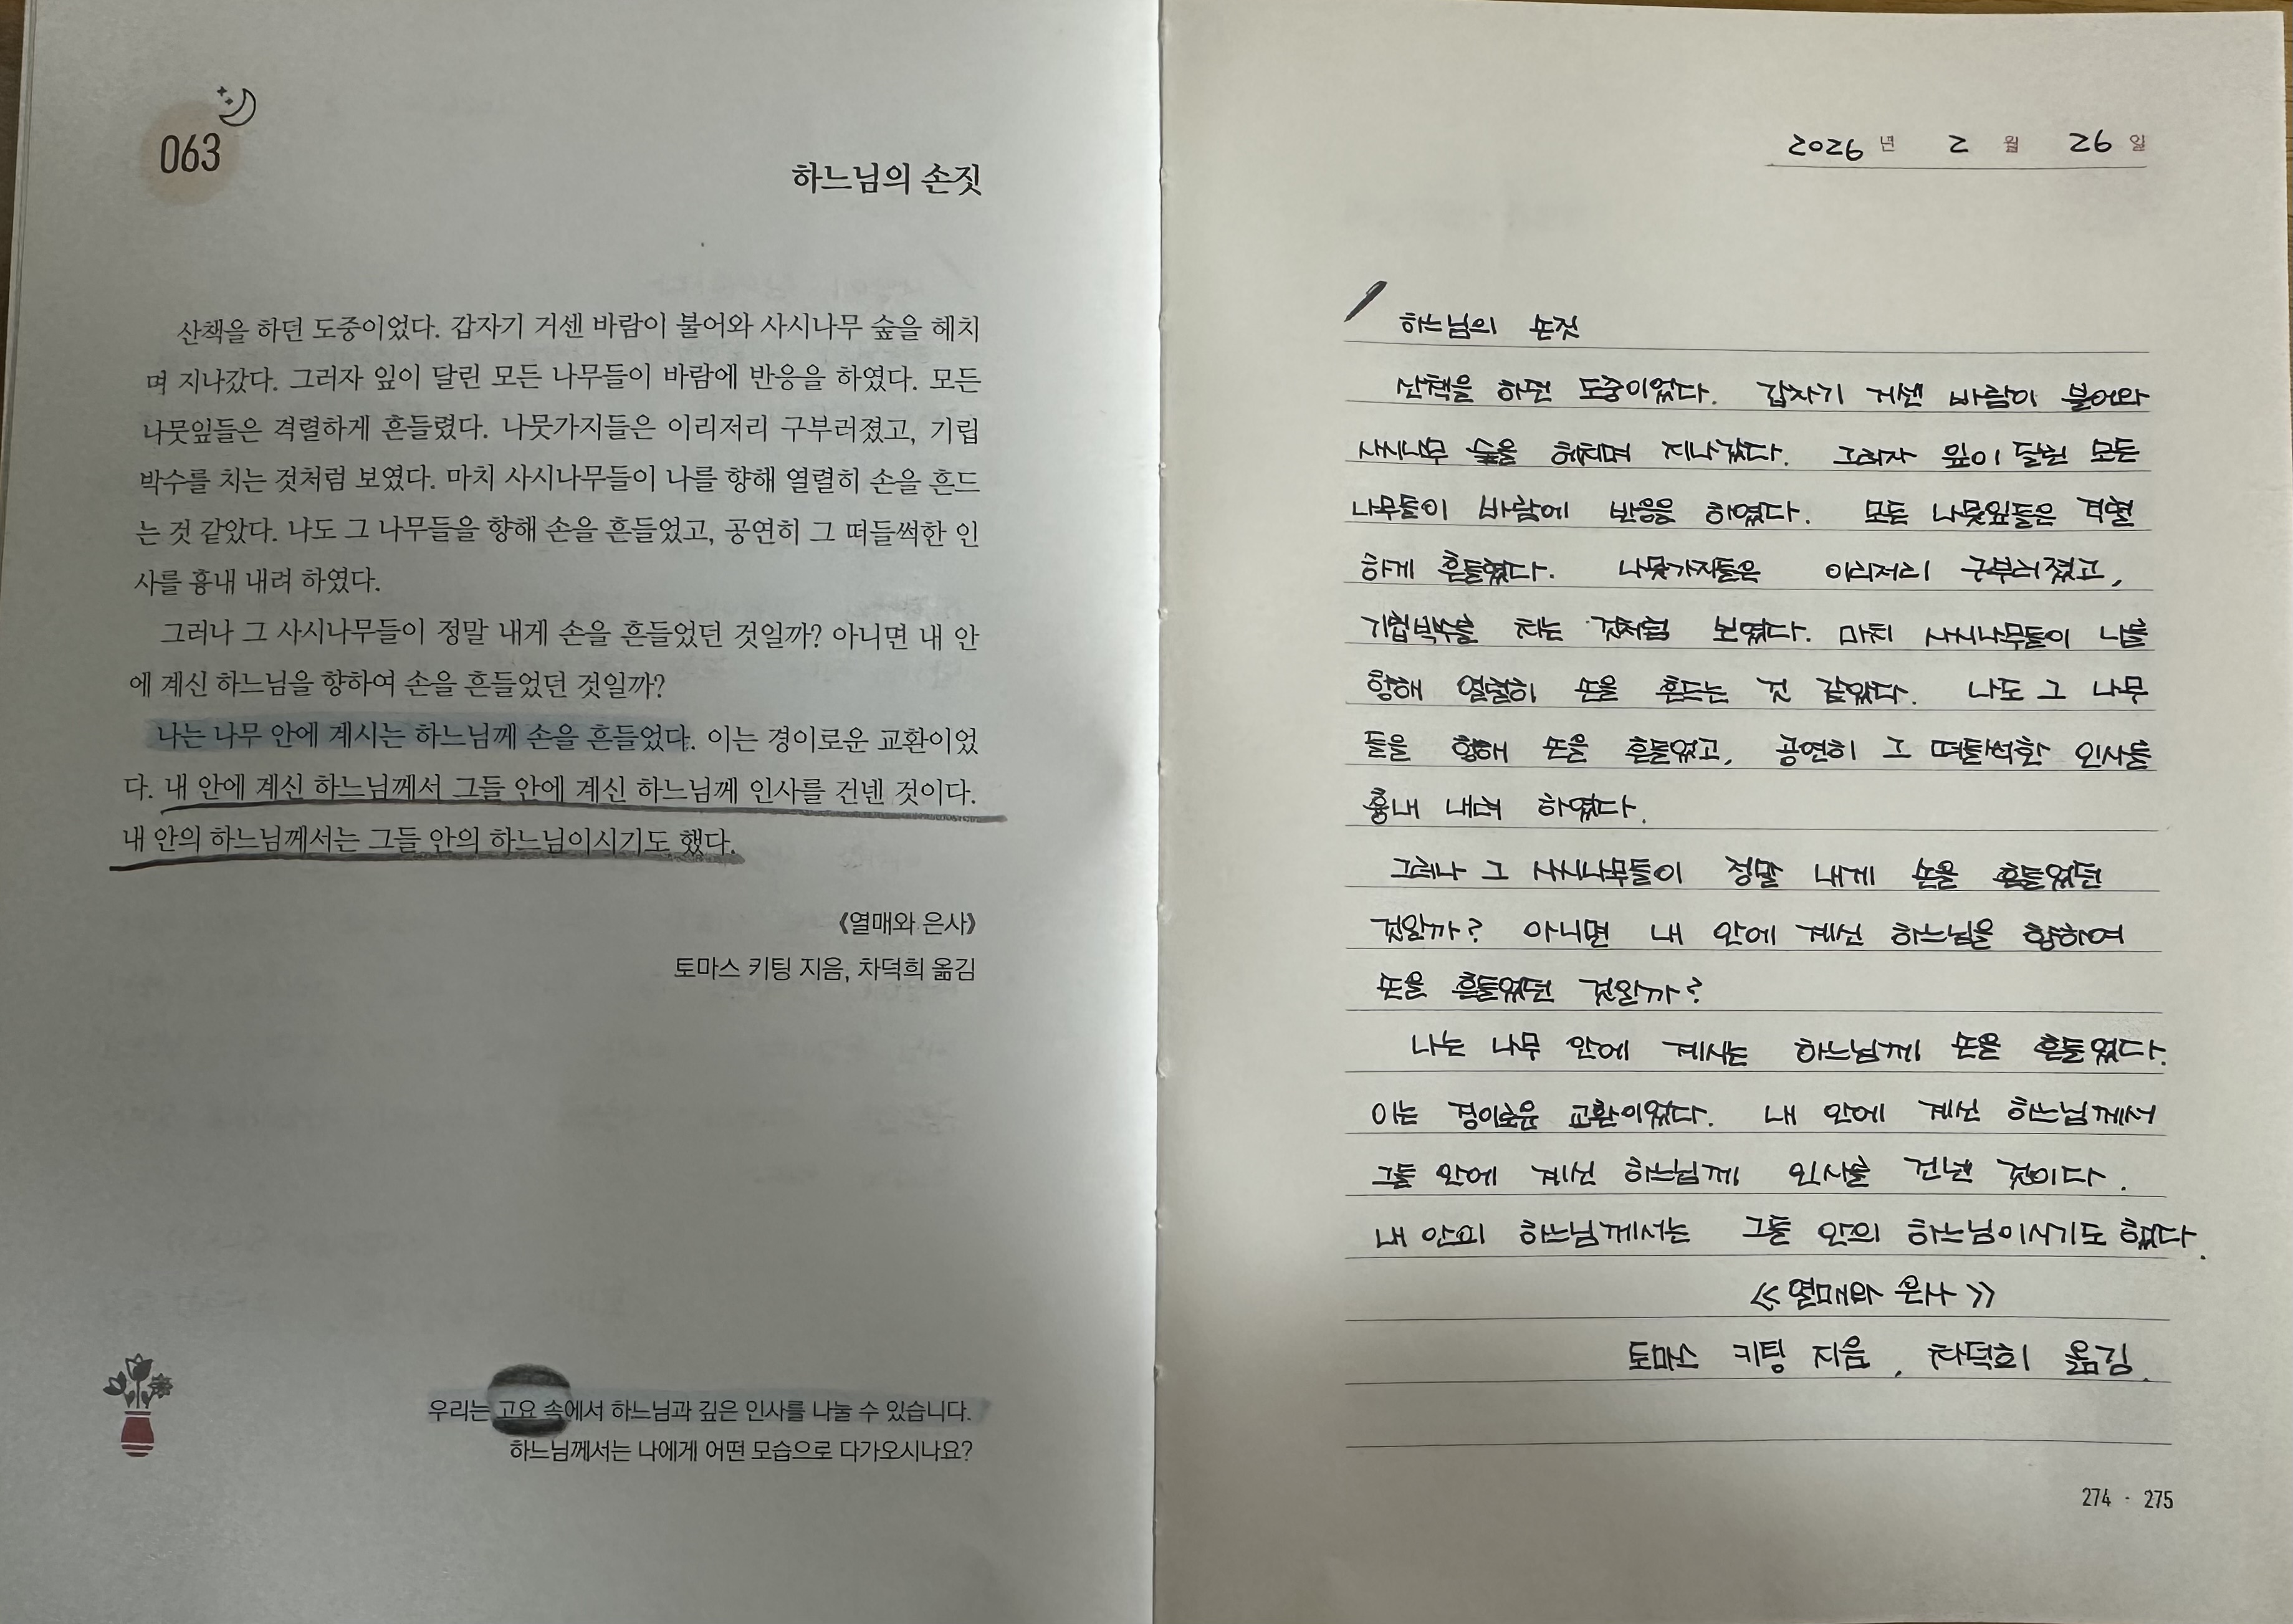 063
하느님의 손짓
산책을 하던 도중이었다. 갑자기 거센 바람이 불어와 사시나무 숲을 헤치
며 지나갔다. 그러자 잎이 달린 모든 나무들이 바람에 반응을 하였다. 모든
나뭇잎들은 격렬하게 흔들렸다. 나뭇가지들은 이리저리 구부러졌고, 기립
박수를 치는 것처럼 보였다. 마치 사시나무들이 나를 향해 열렬히 손을 흔드
는 것 같았다. 나도 그 나무들을 향해 손을 흔들었고, 공연히 그 떠들썩한 인
사를 흉내 내려 하였다.
그러나 그 사시나무들이 정말 내게 손을 흔들었던 것일까? 아니면 내 안
에 계신 하느님을 향하여 손을 흔들었던 것일까?
나는 나무 안에 계시는 하느님께 손을 흔들었다. 이는 경이로운 교환이었
다. 내 안에 계신 하느님께서 그들 안에 계신 하느님께 인사를 건넨 것이다.
내 안의 하느님께서는 그들 안의 하느님이시기도 했다.
《열매와 은사》
토마스 키팅 지음, 차덕희 옮김
우리는 고요 속에서 하느님과 깊은 인사를 나눌 수 있습니다.
하느님께서는 나에게 어떤 모습으로 다가오시나요?
2026 년 2 월 26 일
하느님의 손짓
산책을 하던 도중이었다. 갑자기 거센 바람이 불어와
사시나무 숲을 헤치며 지나갔다. 그러자 잎이 달린 모든
나무들이 바람에 반응을 하였다. 모든 나뭇잎들은 격렬
하게 흔들렸다. 나뭇가지들은 이리저리 구부러졌고,
기립박수를 치는 것처럼 보였다. 마치 사시나무들이 나를
향해 열렬히 손을 흔드는 것 같았다. 나도 그 나무
들을 향해 손을 흔들었고, 공연히 그 떠들썩한 인사를
흉내 내려 하였다.
그러나 그 사시나무들이 정말 내게 손을 흔들었던
것일까? 아니면 내 안에 계신 하느님을 향하여
손을 흔들었던 것일까?
나는 나무 안에 계시는 하느님께 손을 흔들었다.
이는 경이로운 교환이었다. 내 안에 계신 하느님께서
그들 안에 계신 하느님께 인사를 건넨 것이다.
내 안의 하느님께서는 그들 안의 하느님이시기도 했다.
《열매와 은사》
토마스 키팅 지음, 차덕희 옮김.
274 · 275